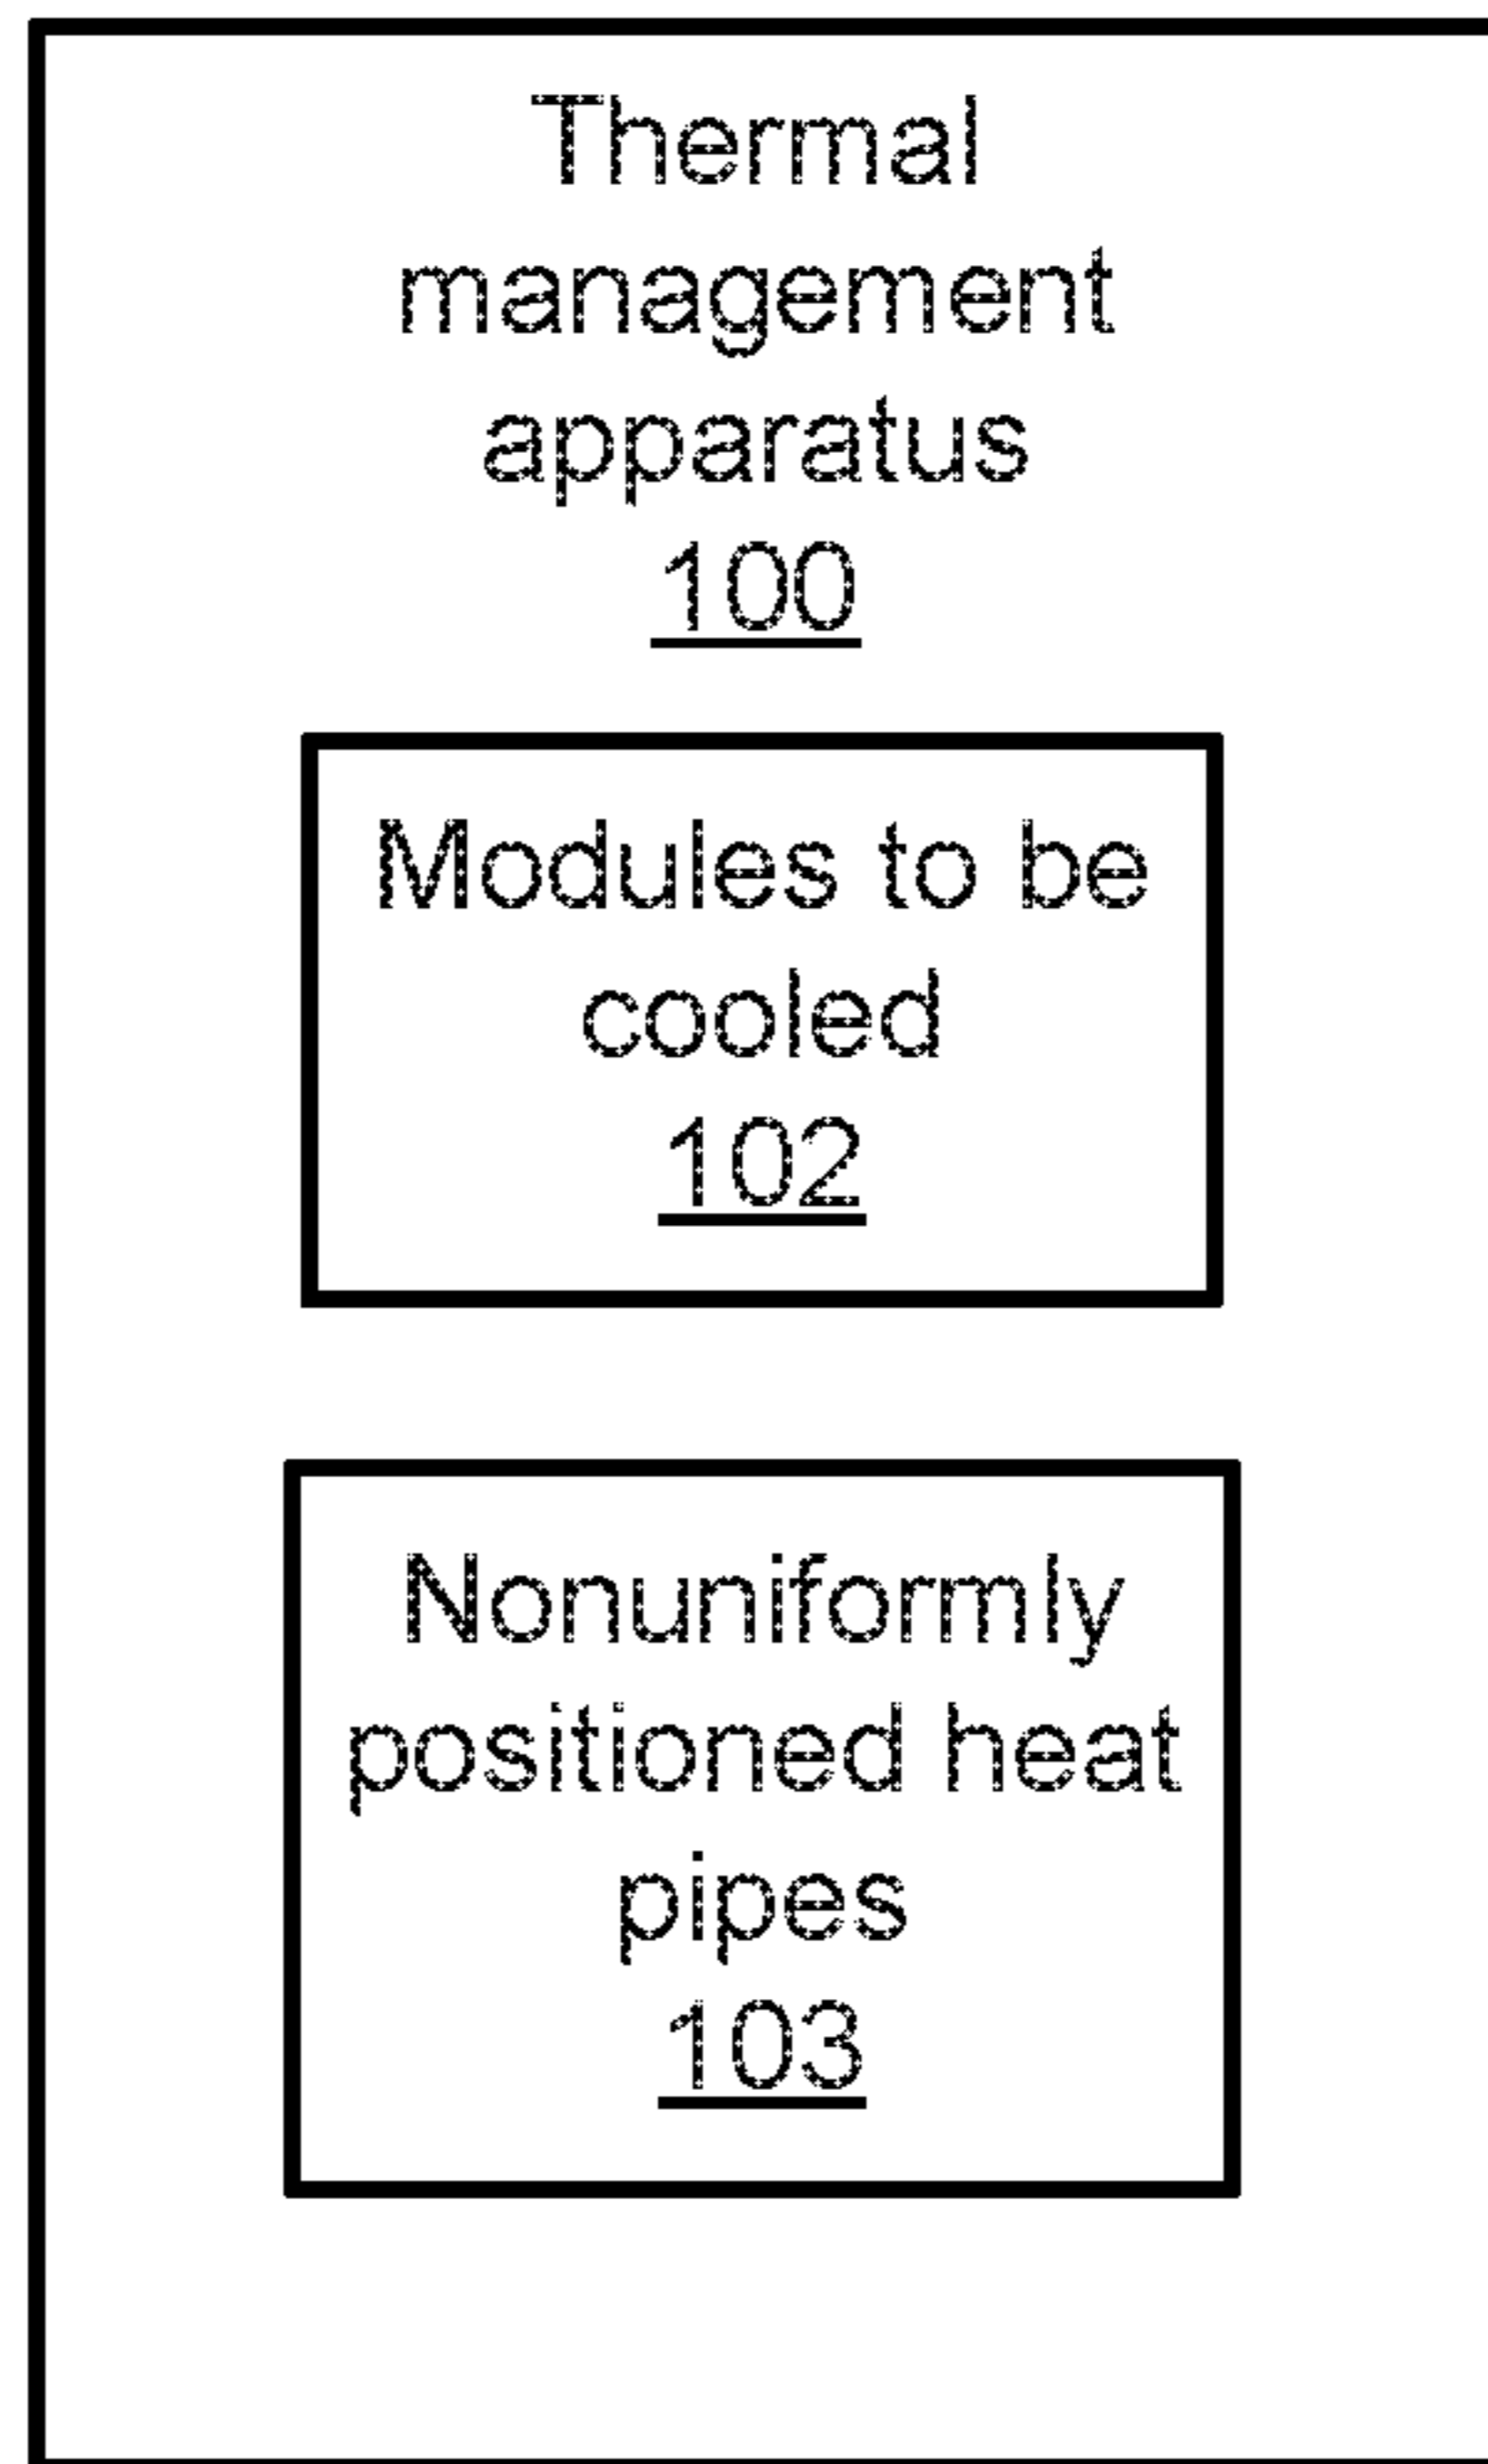 Thermal
management
apparatus
100
Modules to be
cooled
102
Nonuniformly
positioned heat
pipes
103